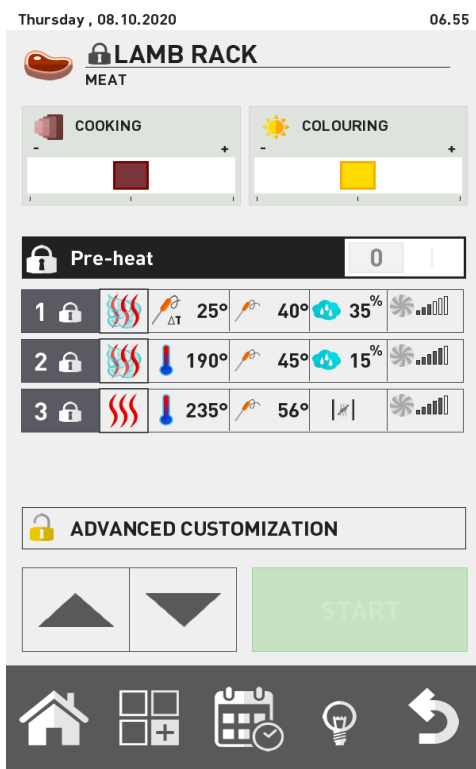 Thursday , 08.10.2020 06.55
LAMB RACK
MEAT
COOKING COLOURING
- + - +
Pre-heat 0 I
1 ΔT 25° 40° 35%
2 190° 45° 15%
3 235° 56°
ADVANCED CUSTOMIZATION
START